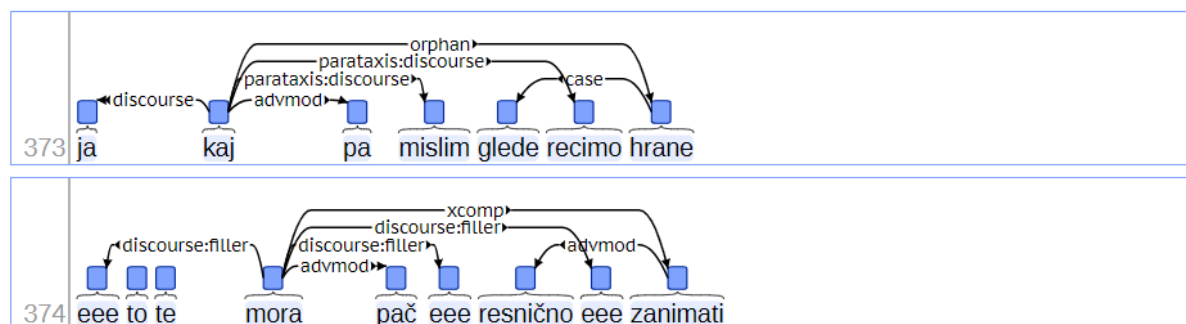 orphan
parataxis:discourse
parataxis:discourse case
discourse advmod
373 ja kaj pa mislim glede recimo hrane
xcomp
discourse:filler
discourse:filler discourse:filler advmod
advmod
374 eee to te mora pač eee resnično eee zanimati